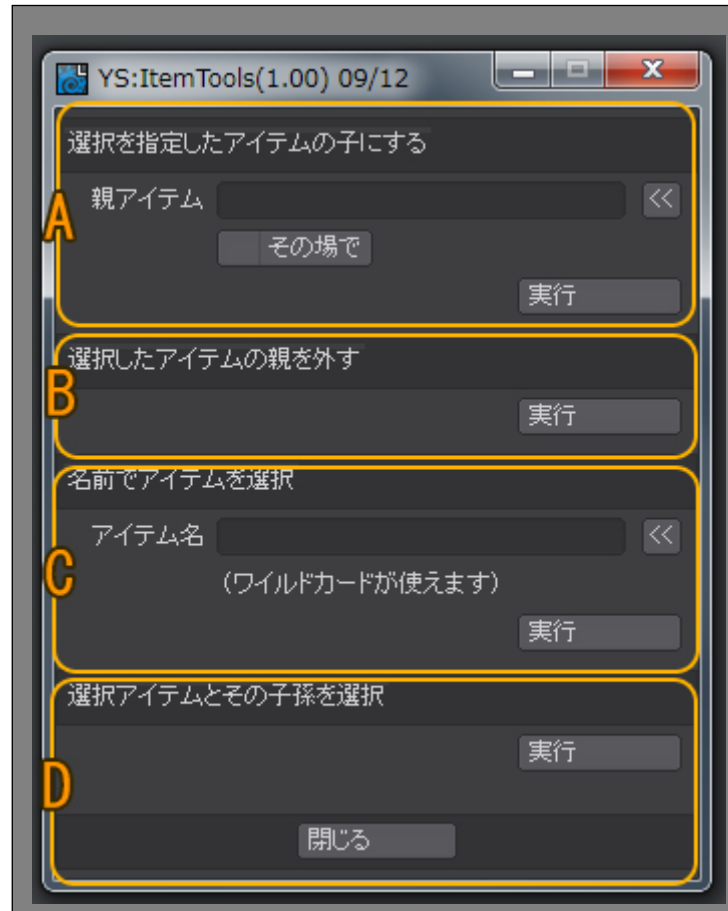 YS:ItemTools(1.00) 09/12
選択を指定したアイテムの子にする
A
親アイテム <<
その場で
実行
選択したアイテムの親を外す
B
実行
名前でアイテムを選択
アイテム名 <<
C
(ワイルドカードが使えます)
実行
選択アイテムとその子孫を選択
実行
D
閉じる